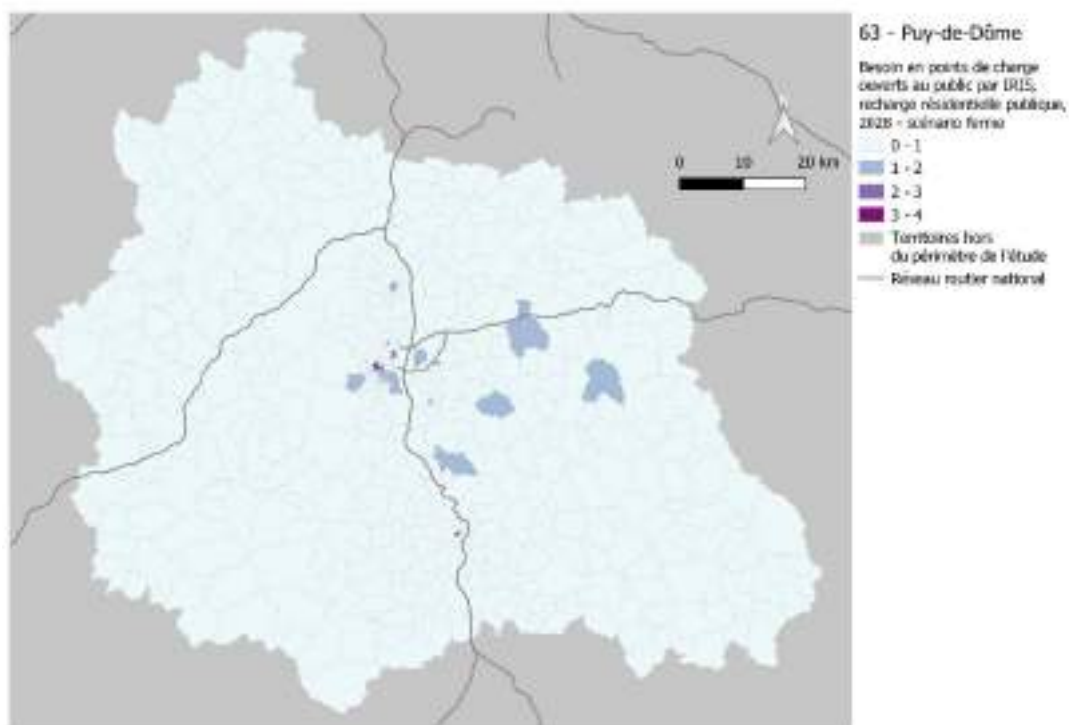 63 - Puy-de-Dôme
Besoin en points de charge
ouverts au public par IRIS,
recharge résidentielle publique,
2028 - scénario ferme
0 - 1
1 - 2
2 - 3
3 - 4
Territoires hors
du périmètre de l'étude
Réseau routier national
0 10 20 km